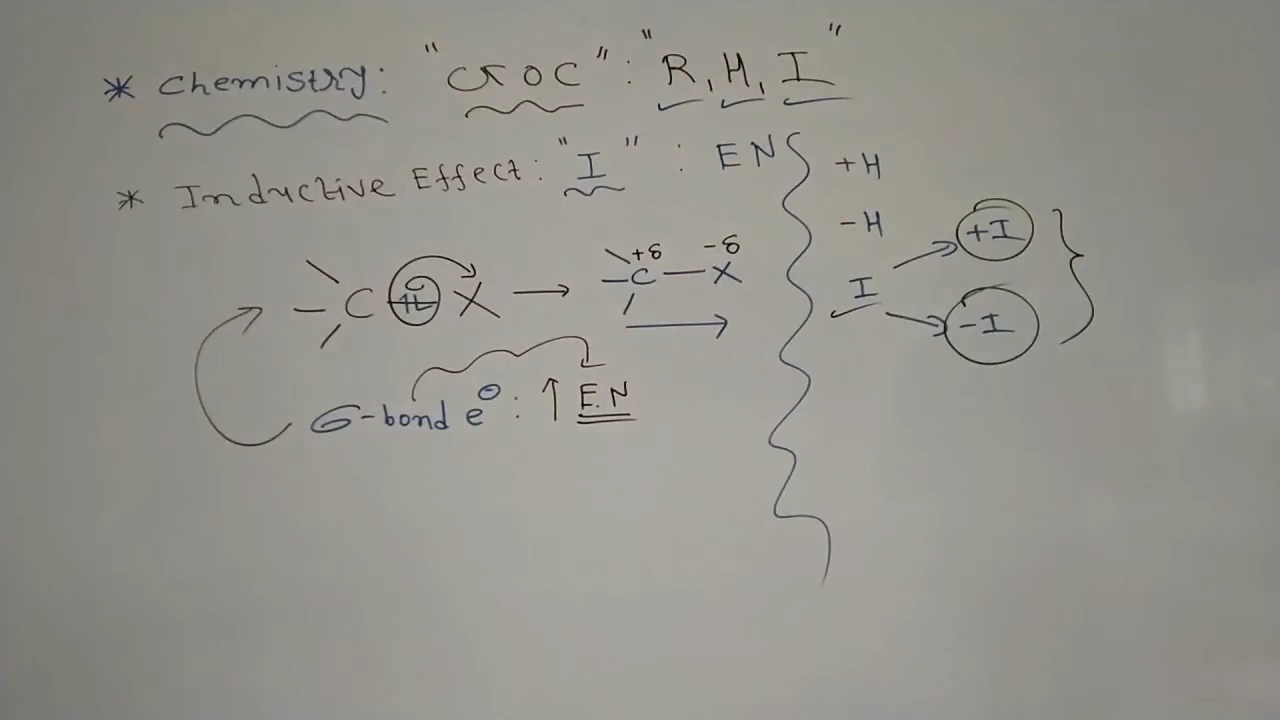 * Chemistry: "GOC": "R, H, I"
* Inductive Effect: "I" : EN
+H
-H
I
+I
-I
C X → +δ C — X -δ
σ-bond e⊖: ↑ E.N